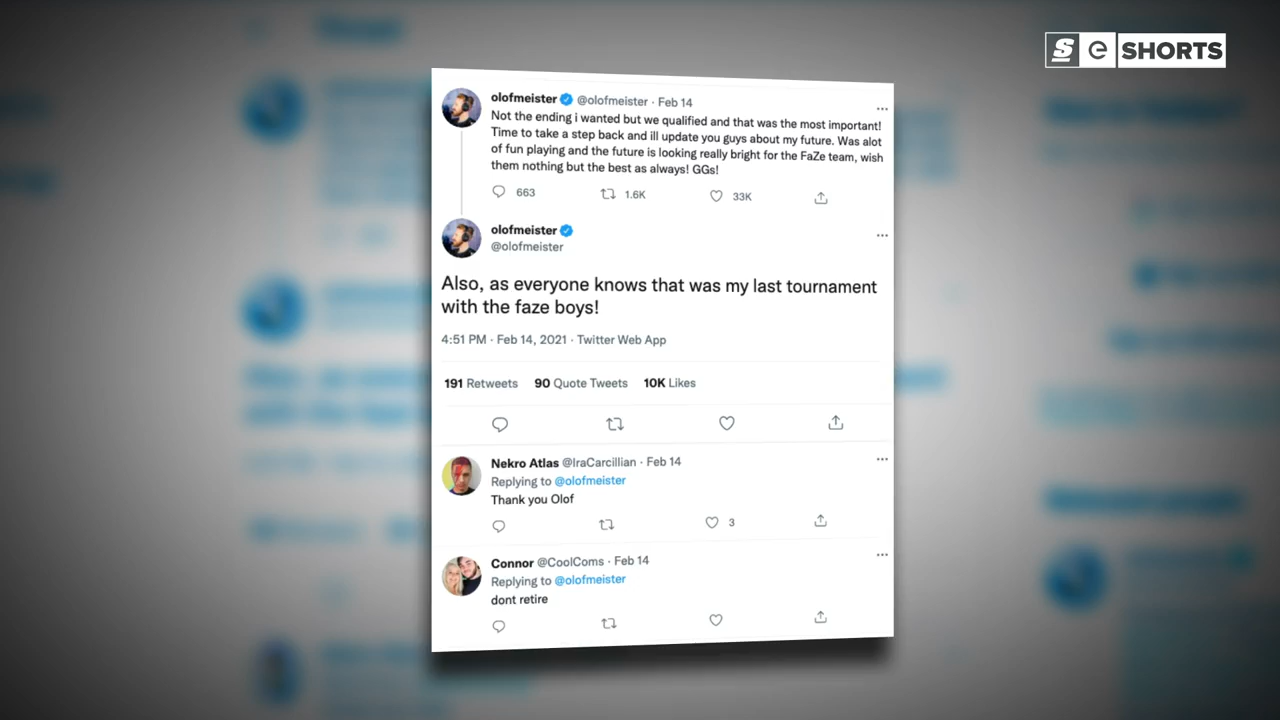 S e SHORTS
olofmeister @olofmeister · Feb 14
Not the ending i wanted but we qualified and that was the most important!
Time to take a step back and ill update you guys about my future. Was alot
of fun playing and the future is looking really bright for the FaZe team, wish
them nothing but the best as always! GGs!
663 1.6K 33K
olofmeister
@olofmeister
Also, as everyone knows that was my last tournament
with the faze boys!
4:51 PM · Feb 14, 2021 · Twitter Web App
191 Retweets 90 Quote Tweets 10K Likes
Nekro Atlas @IraCarcillian · Feb 14
Replying to @olofmeister
Thank you Olof
3
Connor @CoolComs · Feb 14
Replying to @olofmeister
dont retire